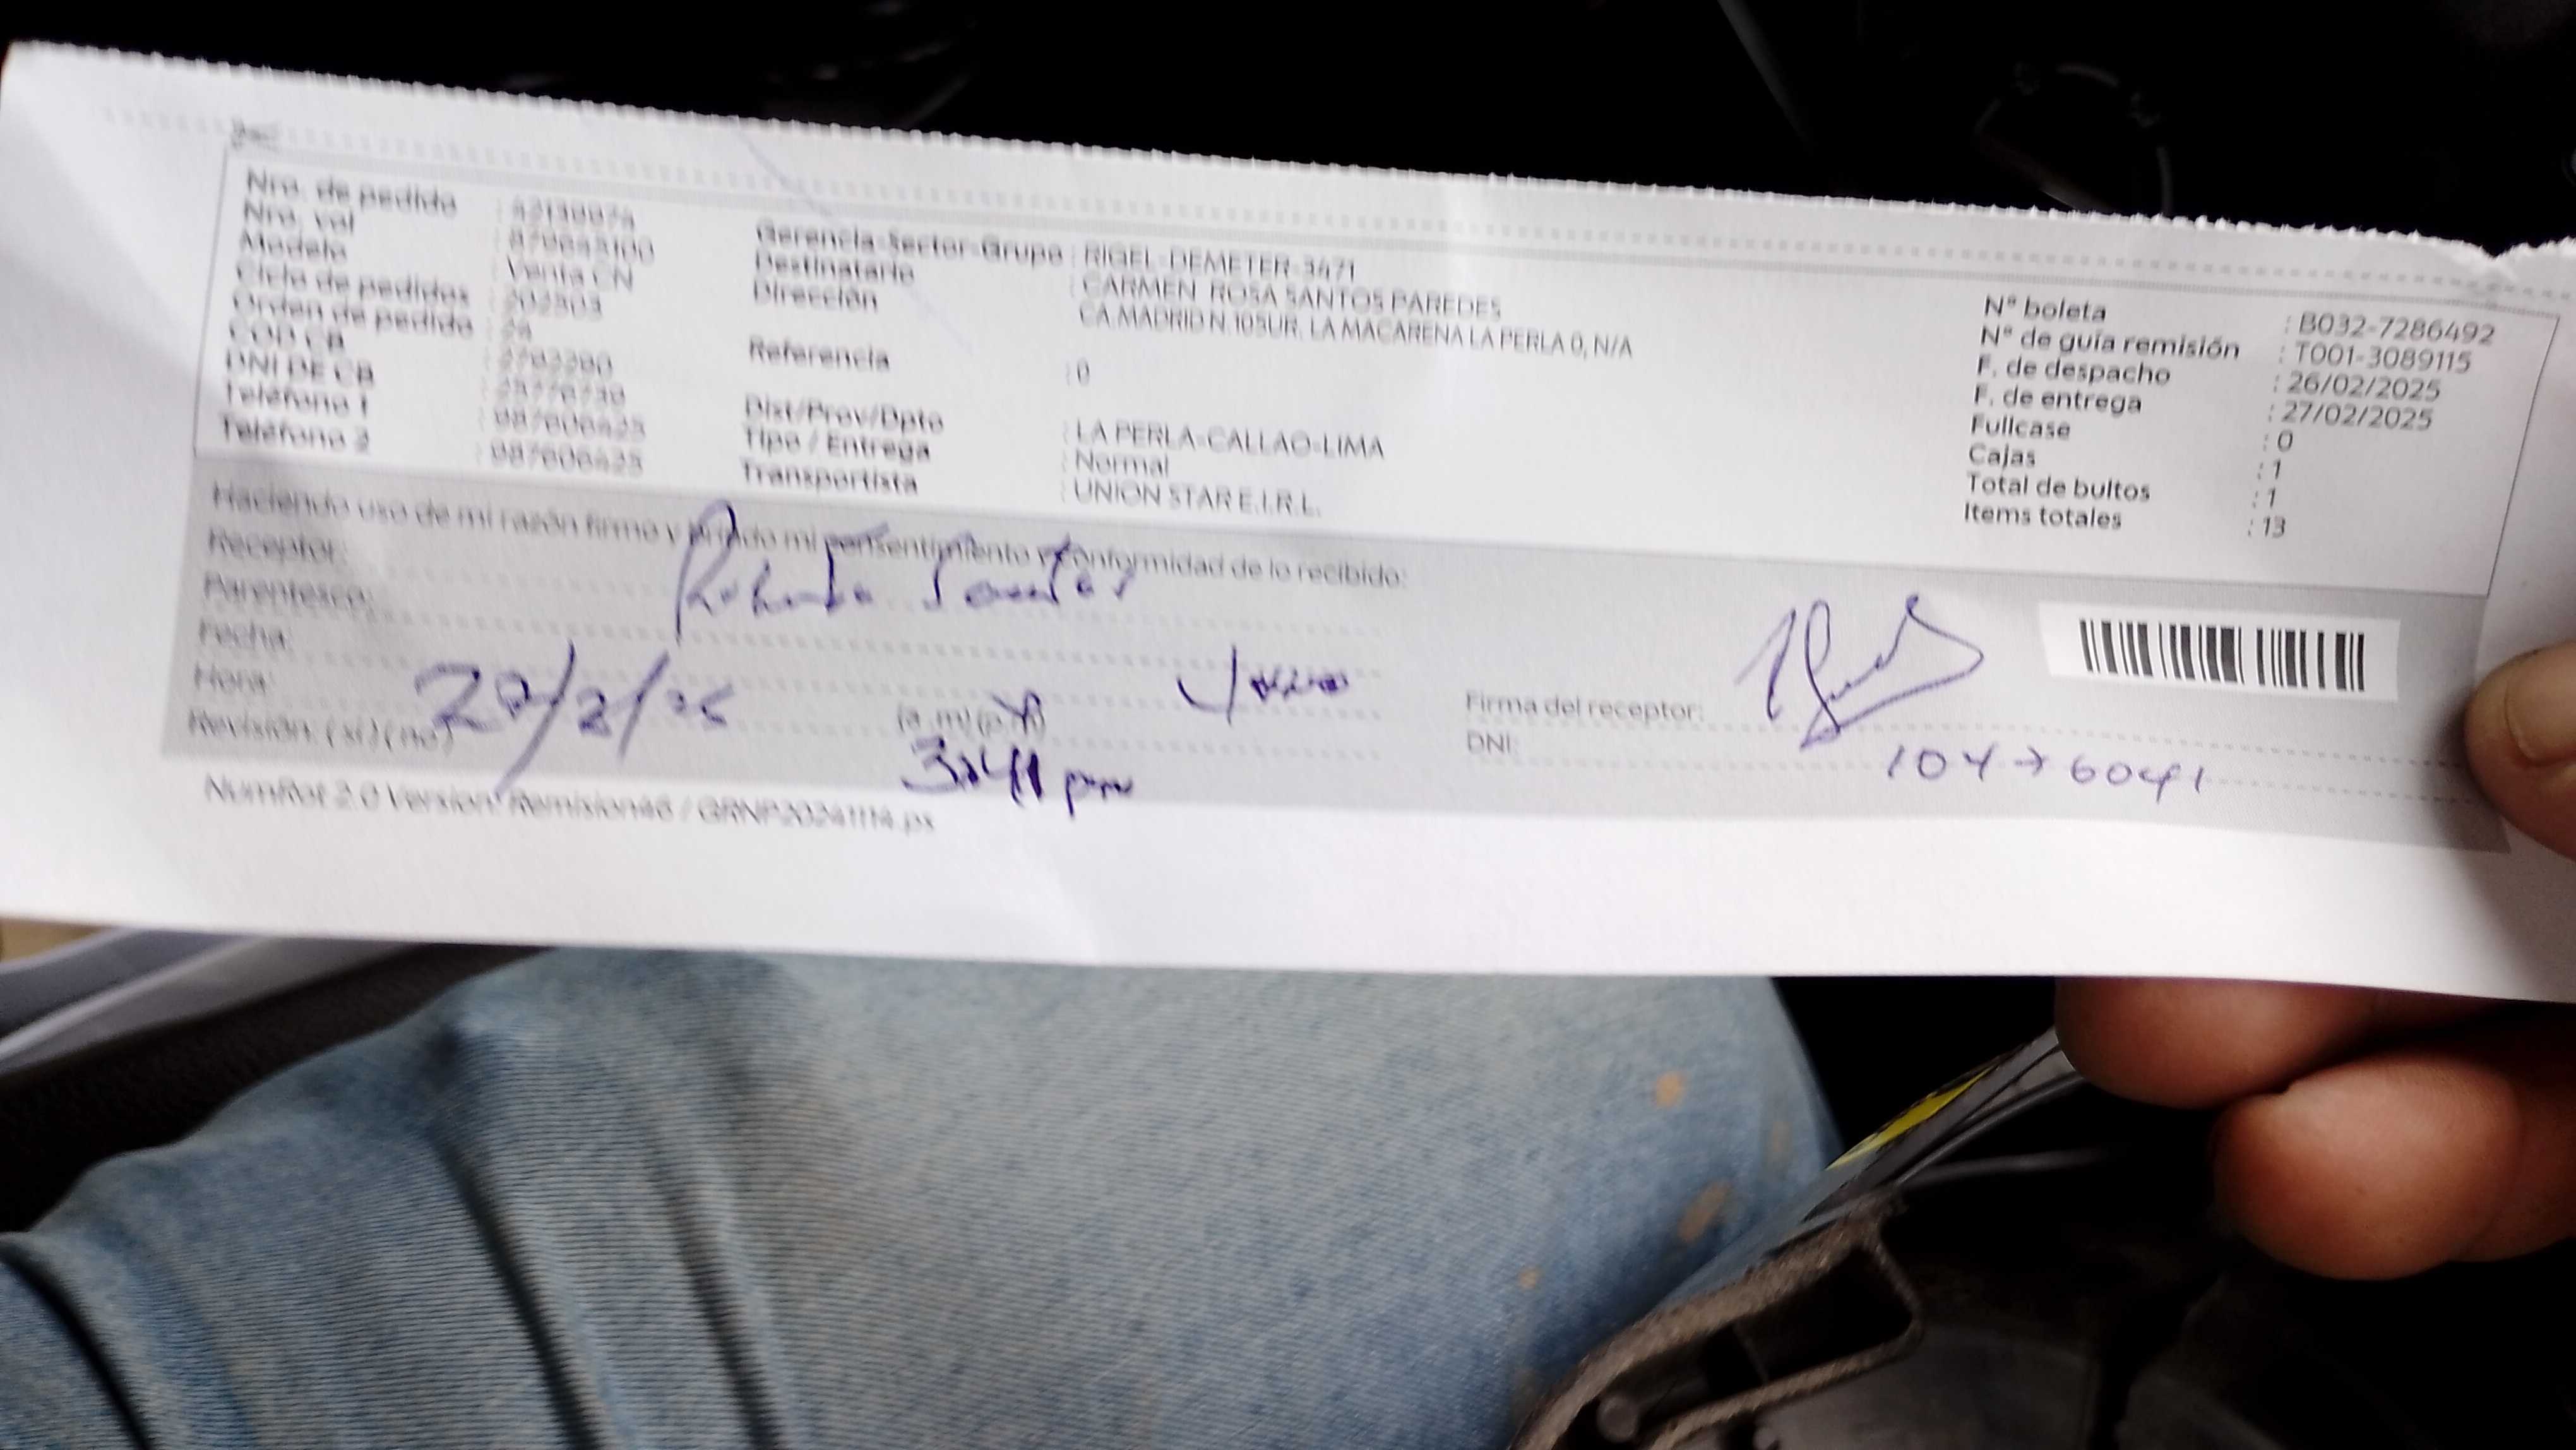 Nro. de pedido
Nro. val
Modelo : Venta CN
Ciclo de pedidos : 202503
Orden de pedido
COD CB
DNI DE CB
Teléfono 1 : 987606425
Teléfono 2 : 987606425
Gerencia-Sector-Grupo : RIGEL-DEMETER-3471
Destinatario : CARMEN ROSA SANTOS PAREDES
Dirección : CA.MADRID N.105UR. LA MACARENA LA PERLA 0, N/A
Referencia : 0
Dist/Prov/Dpto : LA PERLA-CALLAO-LIMA
Tipo / Entrega : Normal
Transportista : UNION STAR E.I.R.L.
N° boleta : B032-7286492
N° de guía remisión : T001-3089115
F. de despacho : 26/02/2025
F. de entrega : 27/02/2025
Fullcase : 0
Cajas : 1
Total de bultos : 1
Items totales : 13
Haciendo uso de mi razón firmo y brindo mi consentimiento y conformidad de lo recibido:
Receptor: Santos
Parentesco:
Fecha:
Hora: (a .m) (p. m)
Revisión: ( si ) ( no )
3:41 pm
Firma del receptor:
DNI:
NumRot 2.0 Version: Remision46 / GRNP20241114.ps